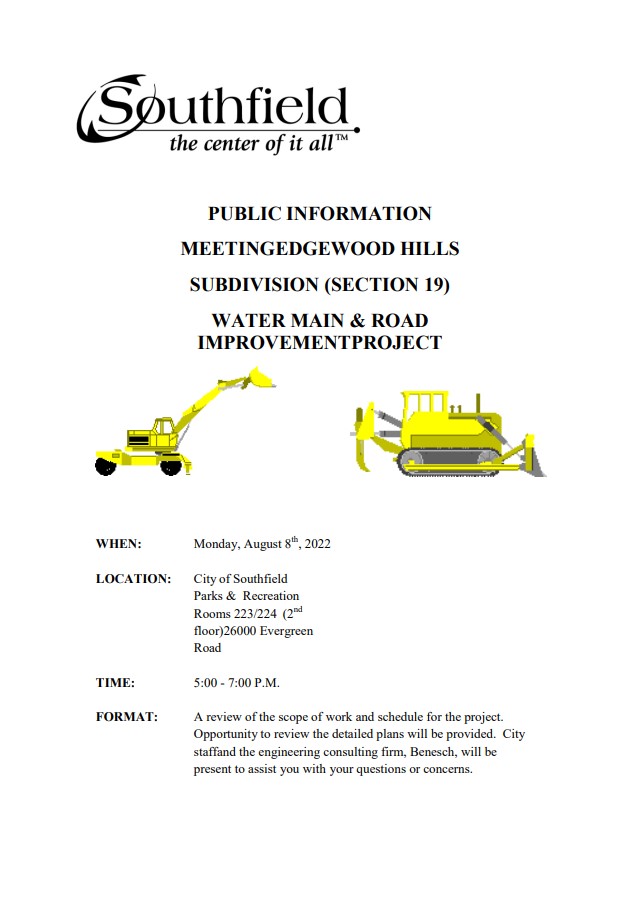 Southfield
the center of it all™
PUBLIC INFORMATION
MEETINGEDGEWOOD HILLS
SUBDIVISION (SECTION 19)
WATER MAIN & ROAD
IMPROVEMENTPROJECT
WHEN: Monday, August 8th, 2022
LOCATION: City of Southfield
Parks & Recreation
Rooms 223/224 (2nd
floor)26000 Evergreen
Road
TIME: 5:00 - 7:00 P.M.
FORMAT: A review of the scope of work and schedule for the project.
Opportunity to review the detailed plans will be provided. City
staffand the engineering consulting firm, Benesch, will be
present to assist you with your questions or concerns.